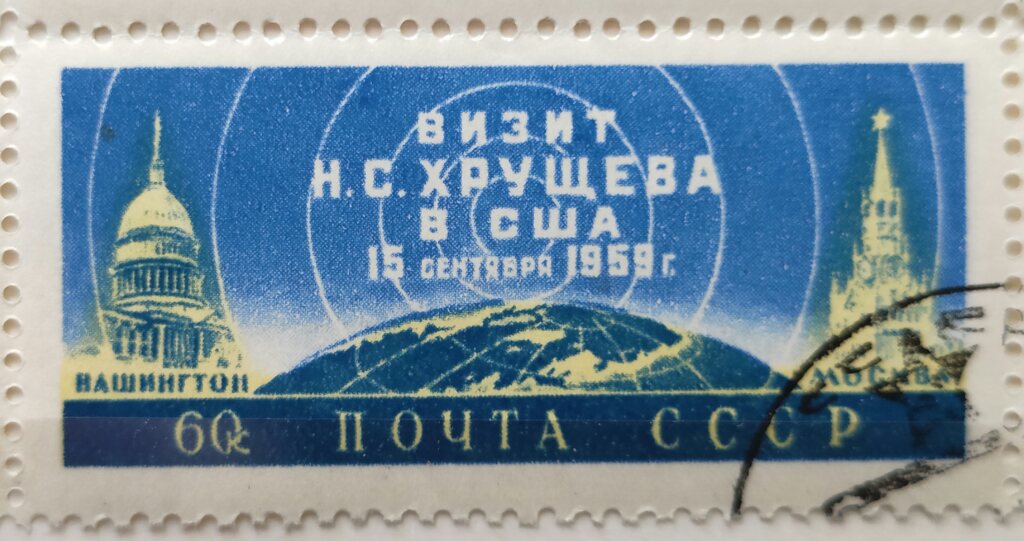 ВИЗИТ
Н.С.ХРУЩЕВА
В США
15 СЕНТЯБРЯ 1959 г.
ВАШИНГТОН
МОСКВА
60к ПОЧТА СССР